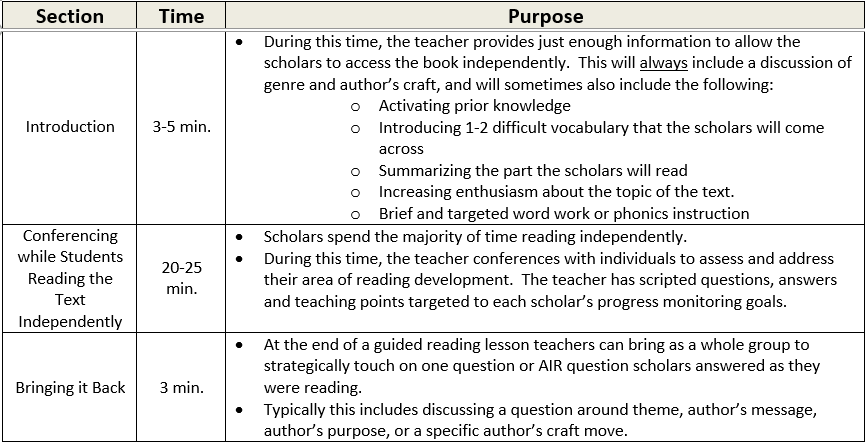 Section Time Purpose
Introduction
3-5 min.
• During this time, the teacher provides just enough information to allow the
scholars to access the book independently.  This will always include a discussion of
genre and author's craft, and will sometimes also include the following:
o Activating prior knowledge
o Introducing 1-2 difficult vocabulary that the scholars will come
across
o Summarizing the part the scholars will read
o Increasing enthusiasm about the topic of the text.
o Brief and targeted word work or phonics instruction
Conferencing
while Students
Reading the
Text
Independently
20-25
min.
• Scholars spend the majority of time reading independently.
• During this time, the teacher conferences with individuals to assess and address
their area of reading development.  The teacher has scripted questions, answers
and teaching points targeted to each scholar's progress monitoring goals.
Bringing it Back
3 min.
• At the end of a guided reading lesson teachers can bring as a whole group to
strategically touch on one question or AIR question scholars answered as they
were reading.
• Typically this includes discussing a question around theme, author's message,
author's purpose, or a specific author's craft move.